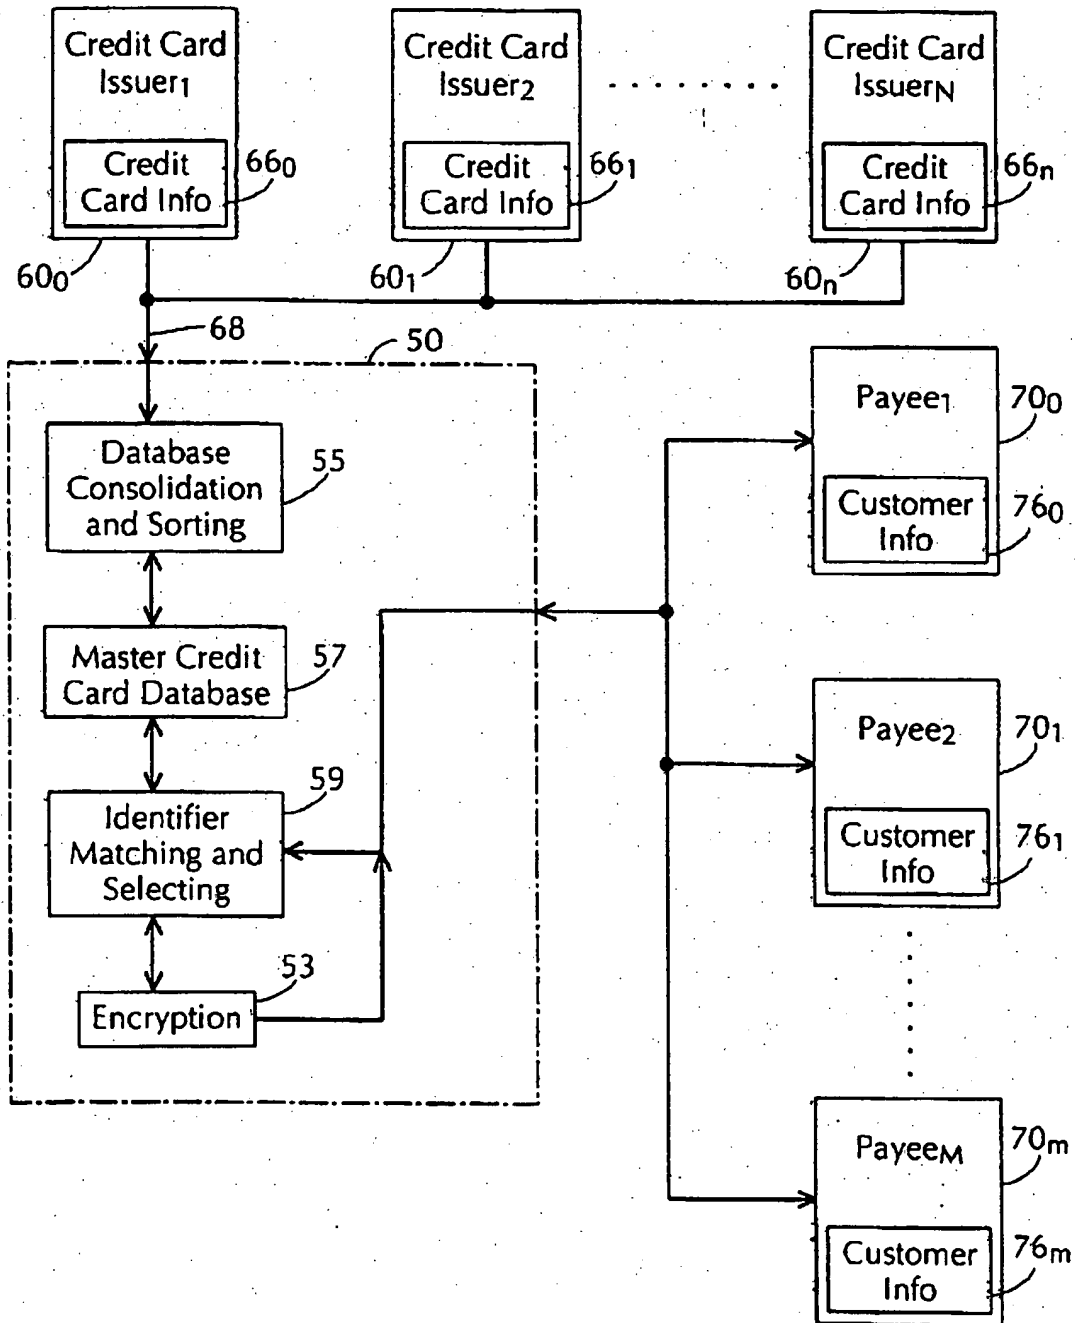 Credit Card
Issuer1
Credit
Card Info
660
600
Credit Card
Issuer2
Credit
Card Info
661
601
Credit Card
IssuerN
Credit
Card Info
66n
60n
68
50
Database
Consolidation
and Sorting
55
Master Credit
Card Database
57
Identifier
Matching and
Selecting
59
Encryption
53
Payee1
700
Customer
Info
760
Payee2
701
Customer
Info
761
PayeeM
70m
Customer
Info
76m